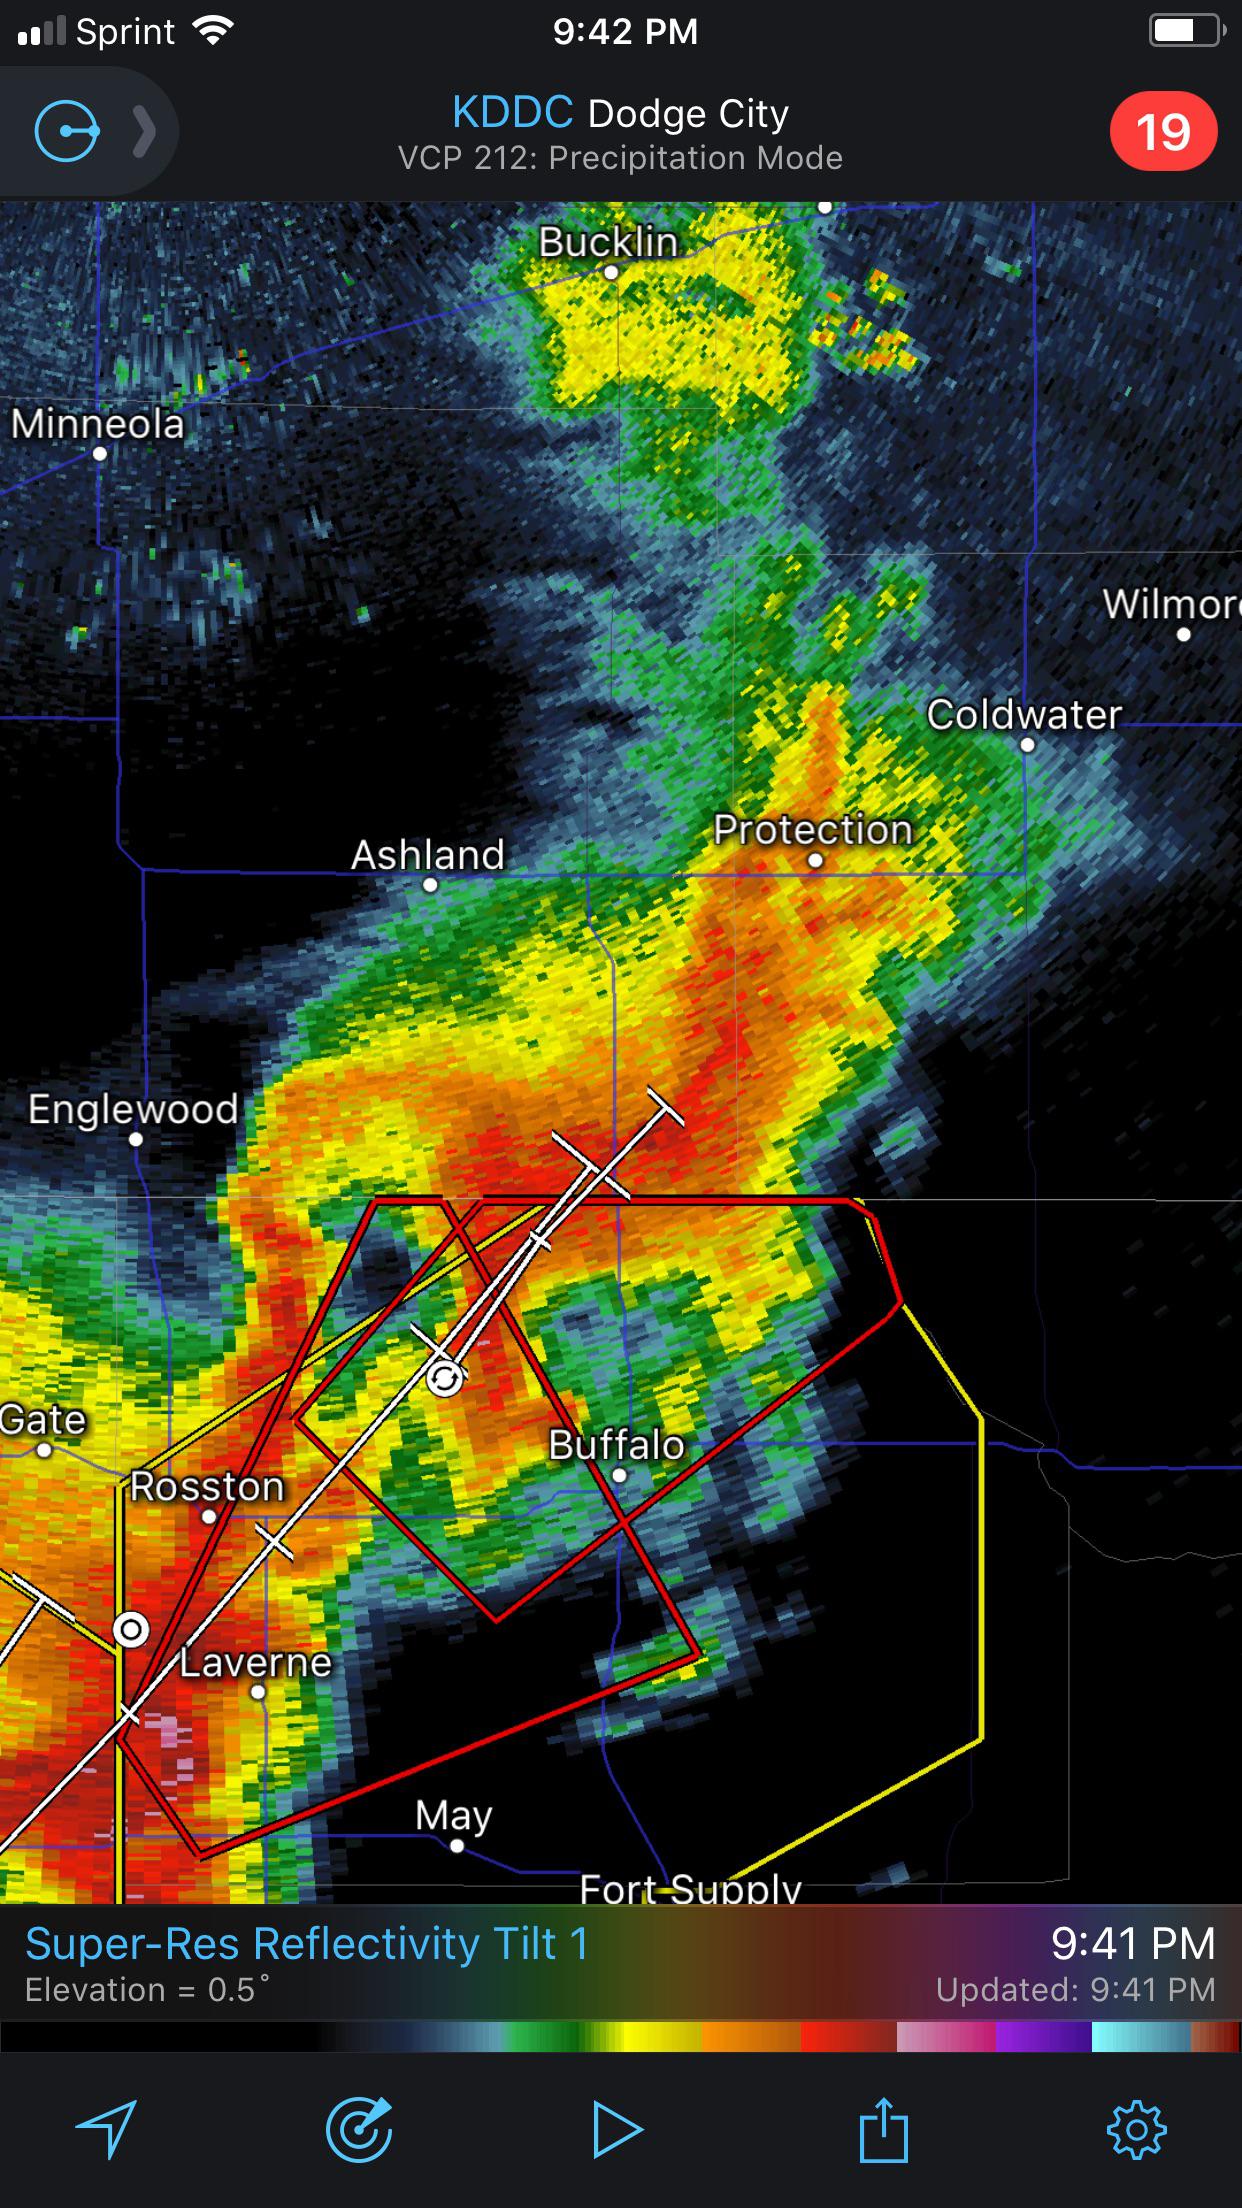 Sprint 9:42 PM
KDDC Dodge City
VCP 212: Precipitation Mode
19
Bucklin
Minneola
Wilmor
Coldwater
Protection
Ashland
Englewood
Gate
Buffalo
Rosston
Laverne
May
Fort Supply
Super-Res Reflectivity Tilt 1 9:41 PM
Elevation = 0.5° Updated: 9:41 PM